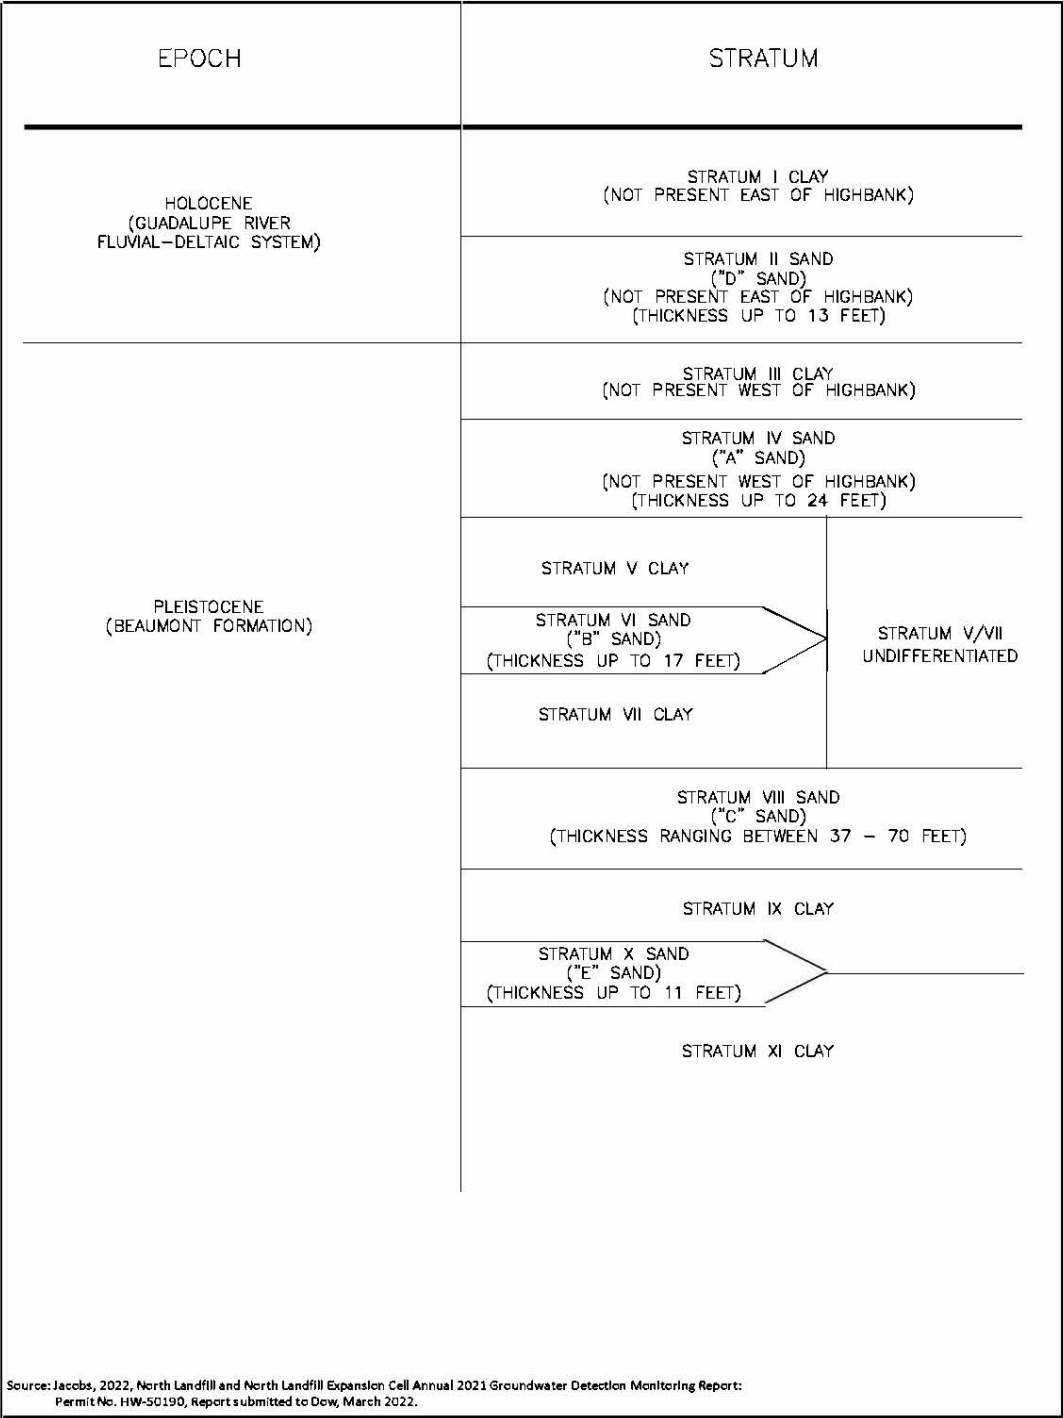 EPOCH
STRATUM
HOLOCENE
(GUADALUPE RIVER
FLUVIAL-DELTAIC SYSTEM)
STRATUM I CLAY
(NOT PRESENT EAST OF HIGHBANK)
STRATUM II SAND
("D" SAND)
(NOT PRESENT EAST OF HIGHBANK)
(THICKNESS UP TO 13 FEET)
PLEISTOCENE
(BEAUMONT FORMATION)
STRATUM III CLAY
(NOT PRESENT WEST OF HIGHBANK)
STRATUM IV SAND
("A" SAND)
(NOT PRESENT WEST OF HIGHBANK)
(THICKNESS UP TO 24 FEET)
STRATUM V CLAY
STRATUM VI SAND
("B" SAND)
(THICKNESS UP TO 17 FEET)
STRATUM VII CLAY
STRATUM V/VII
UNDIFFERENTIATED
STRATUM VIII SAND
("C" SAND)
(THICKNESS RANGING BETWEEN 37 - 70 FEET)
STRATUM IX CLAY
STRATUM X SAND
("E" SAND)
(THICKNESS UP TO 11 FEET)
STRATUM XI CLAY
Source: Jacobs, 2022, North Landfill and North Landfill Expansion Cell Annual 2021 Groundwater Detection Monitoring Report:
Permit No. HW-50190, Report submitted to Dow, March 2022.